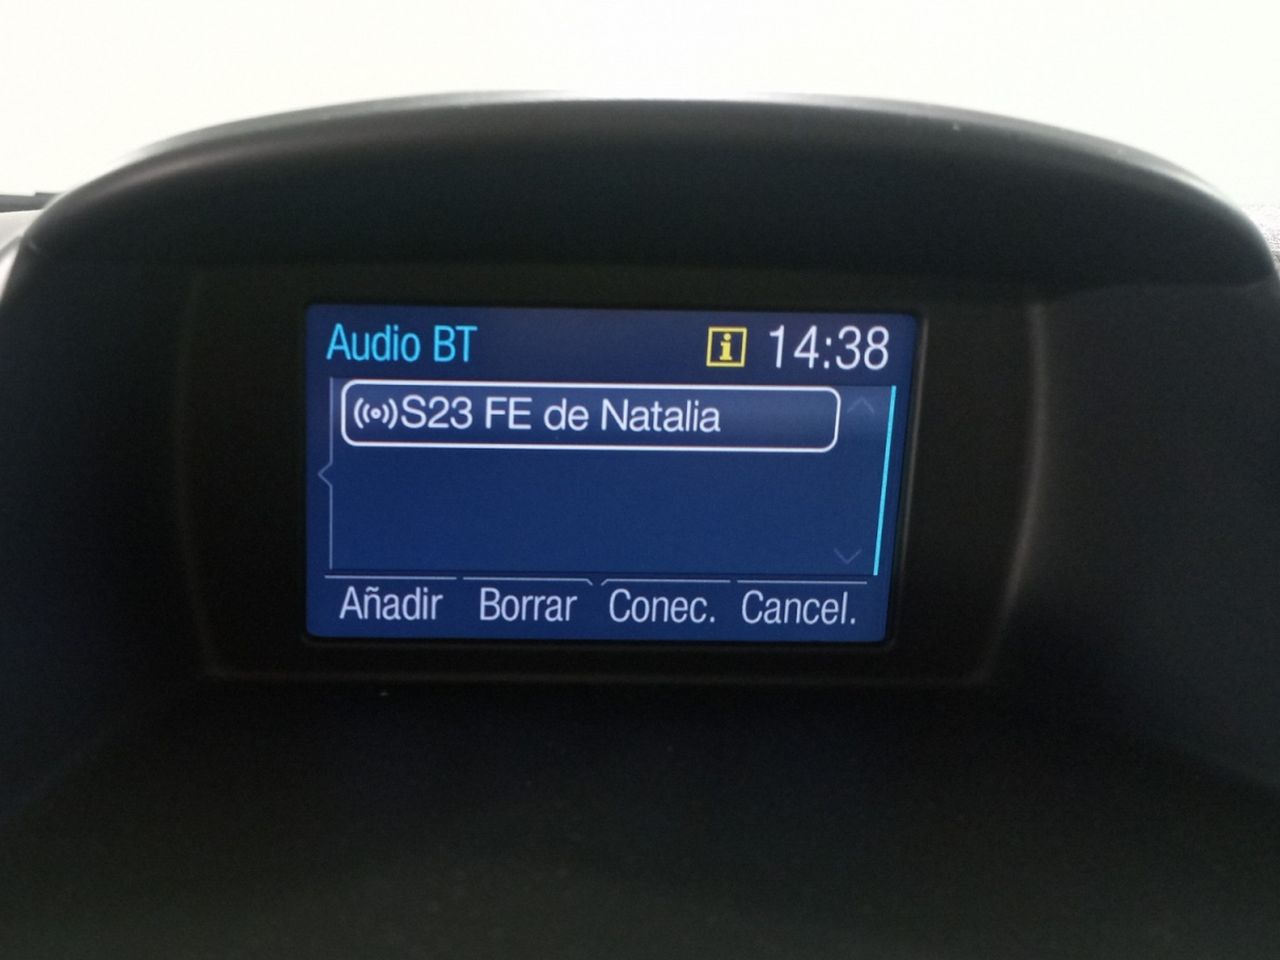 Audio BT 14:38
S23 FE de Natalia
Añadir Borrar Conec. Cancel.